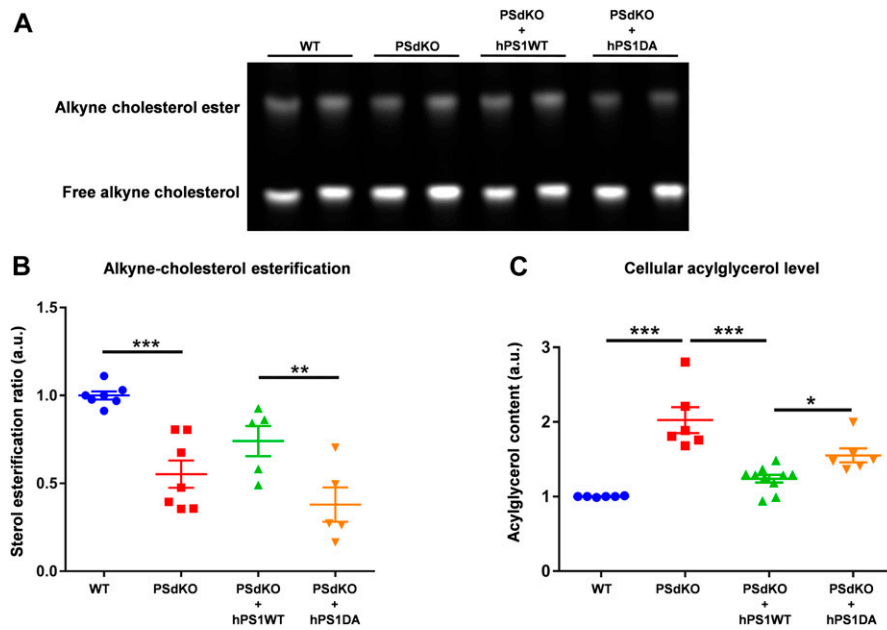 A
WT
PSdKO
PSdKO
+
hPS1WT
PSdKO
+
hPS1DA
Alkyne cholesterol ester
Free alkyne cholesterol
B
Alkyne-cholesterol esterification
Sterol esterification ratio (a.u.)
1.5
1.0
0.5
0.0
***
**
WT
PSdKO
PSdKO
+
hPS1WT
PSdKO
+
hPS1DA
C
Cellular acylglycerol level
Acylglycerol content (a.u.)
3
2
1
0
***
***
*
WT
PSdKO
PSdKO
+
hPS1WT
PSdKO
+
hPS1DA